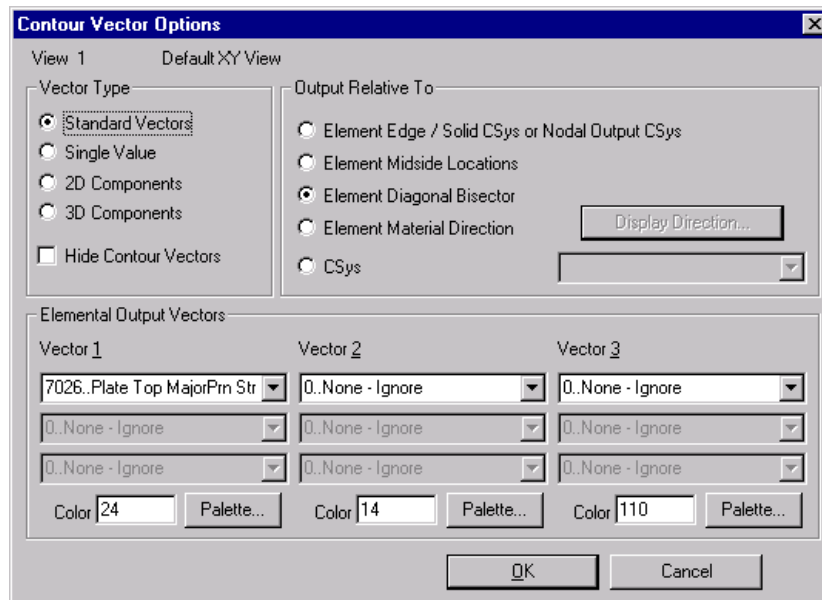 Contour Vector Options
View 1 Default XY View
Vector Type
Standard Vectors
Single Value
2D Components
3D Components
Hide Contour Vectors
Output Relative To
Element Edge / Solid CSys or Nodal Output CSys
Element Midside Locations
Element Diagonal Bisector
Element Material Direction
Display Direction...
CSys
Elemental Output Vectors
Vector 1 Vector 2 Vector 3
7026..Plate Top MajorPrn Str 0..None - Ignore 0..None - Ignore
0..None - Ignore 0..None - Ignore 0..None - Ignore
0..None - Ignore 0..None - Ignore 0..None - Ignore
Color 24 Palette... Color 14 Palette... Color 110 Palette...
OK Cancel